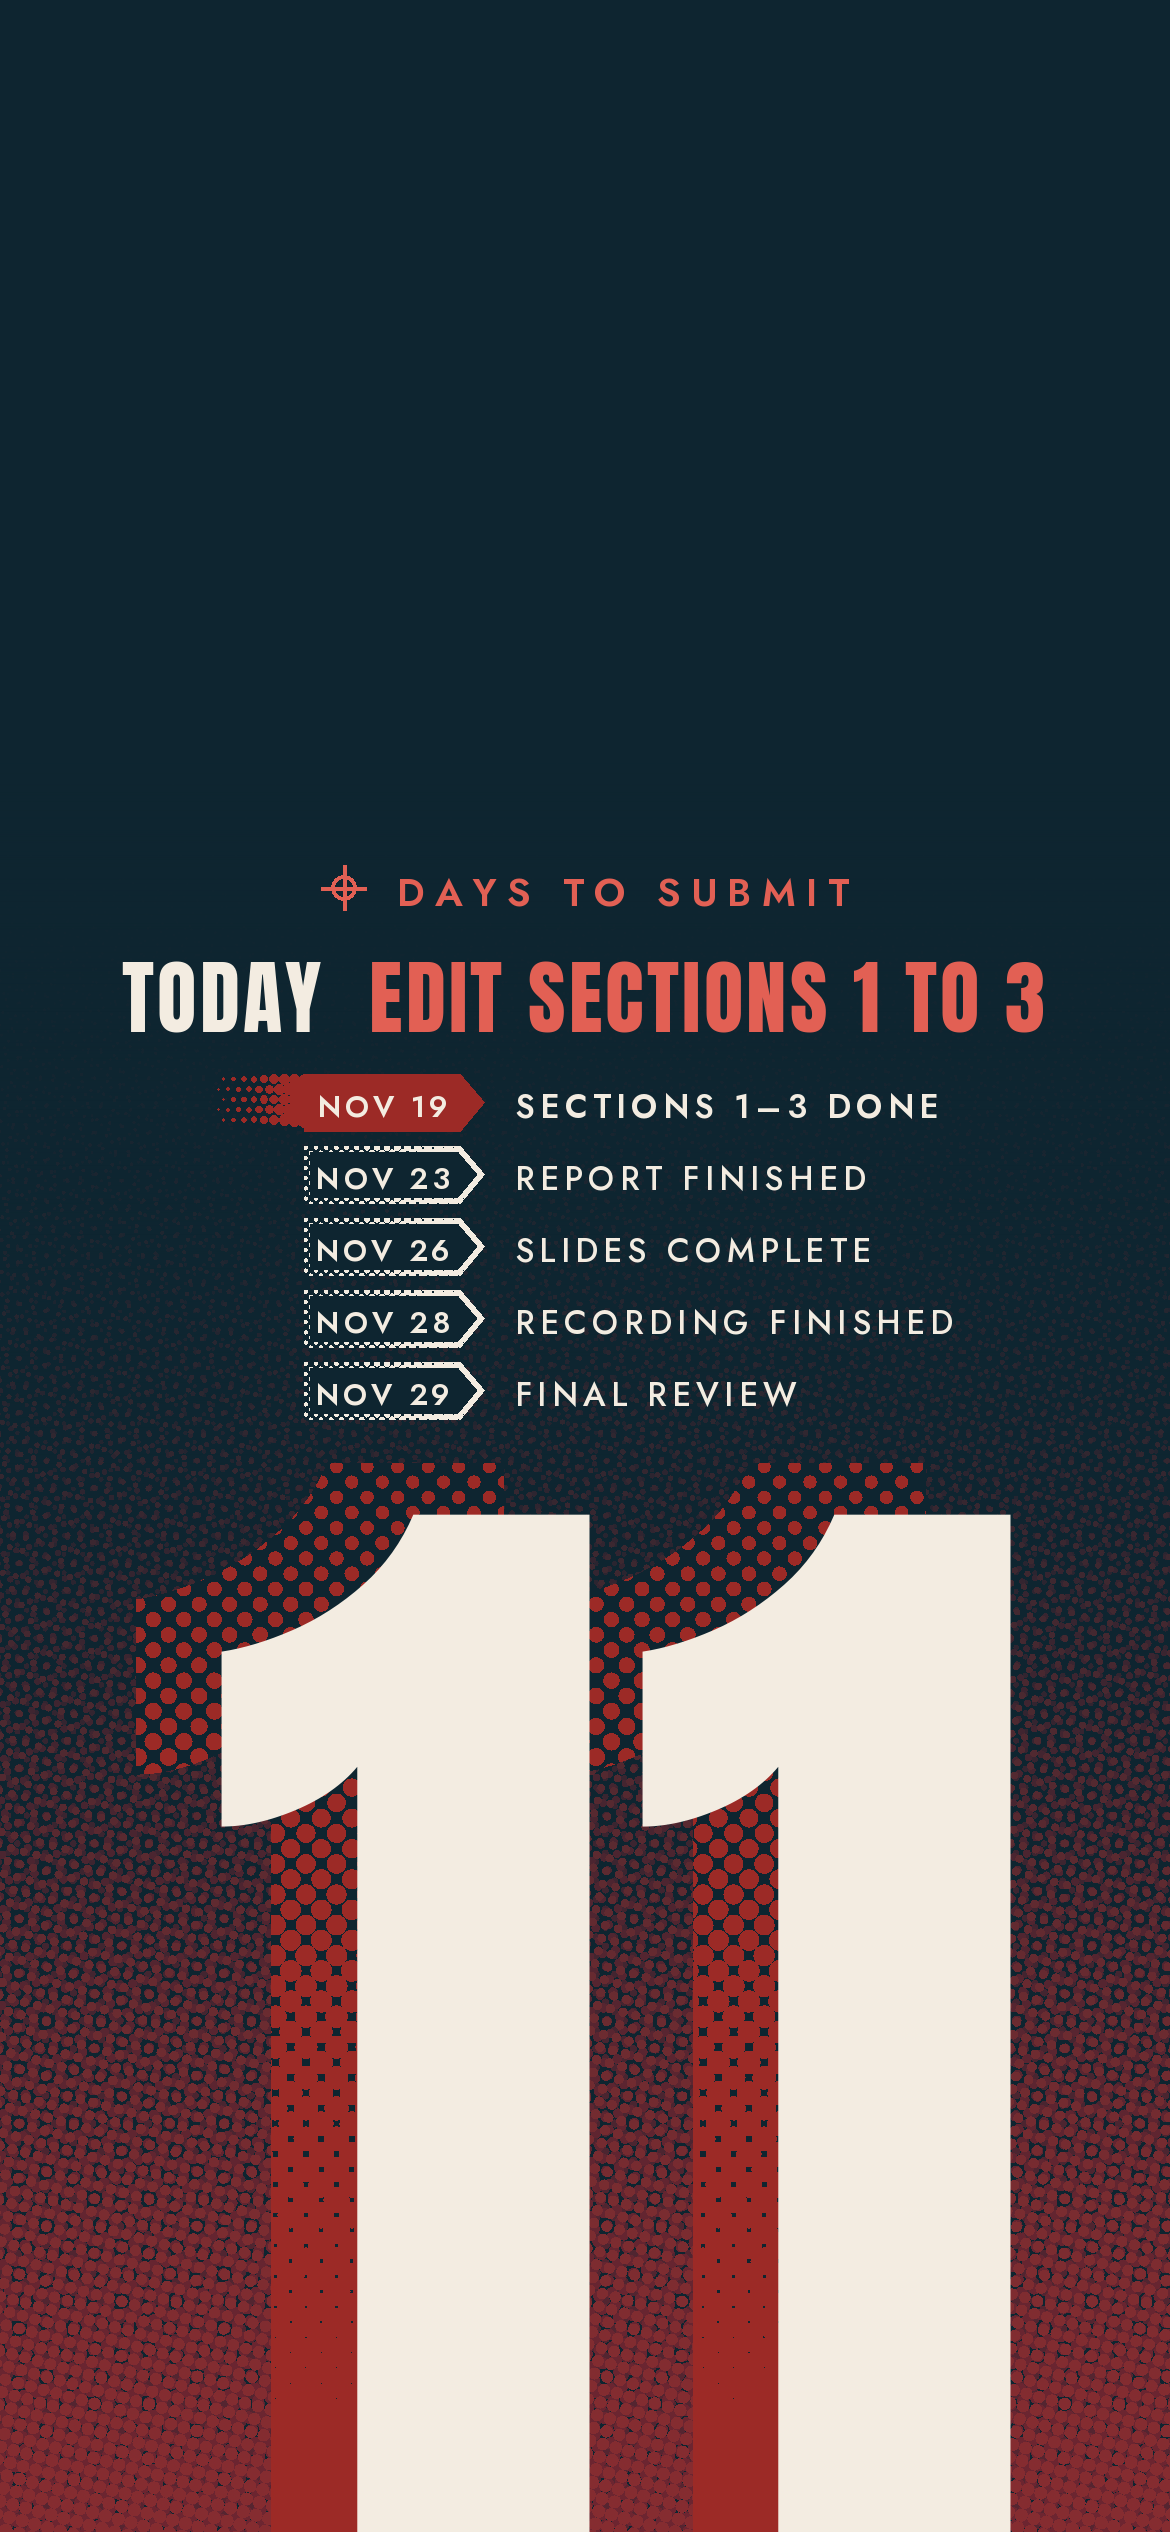 DAYS TO SUBMIT
TODAY EDIT SECTIONS 1 TO 3
NOV 19 SECTIONS 1–3 DONE
NOV 23 REPORT FINISHED
NOV 26 SLIDES COMPLETE
NOV 28 RECORDING FINISHED
NOV 29 FINAL REVIEW
11